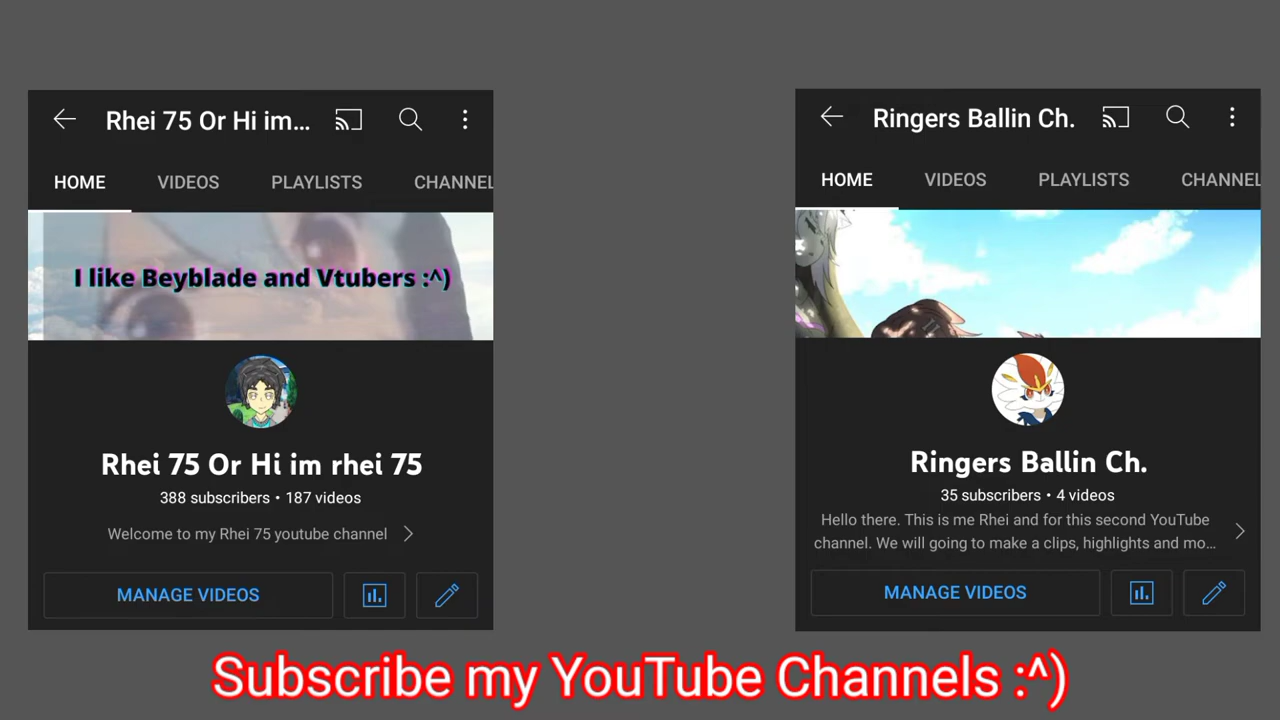 Rhei 75 Or Hi im...
HOME VIDEOS PLAYLISTS CHANNEL
I like Beyblade and Vtubers :^)
Rhei 75 Or Hi im rhei 75
388 subscribers • 187 videos
Welcome to my Rhei 75 youtube channel
MANAGE VIDEOS
Ringers Ballin Ch.
HOME VIDEOS PLAYLISTS CHANNEL
Ringers Ballin Ch.
35 subscribers • 4 videos
Hello there. This is me Rhei and for this second YouTube
channel. We will going to make a clips, highlights and mo...
MANAGE VIDEOS
Subscribe my YouTube Channels :^)